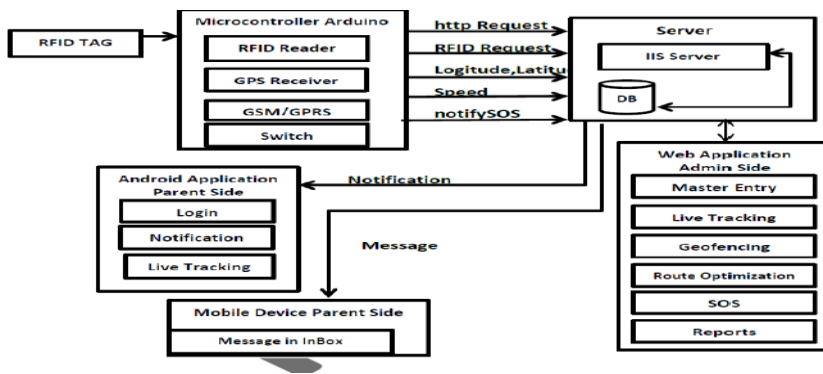 RFID TAG
Microcontroller Arduino
RFID Reader
GPS Receiver
GSM/GPRS
Switch
http Request
RFID Request
Logitude,Latitu
Speed
notifySOS
Server
IIS Server
DB
Android Application
Parent Side
Login
Notification
Live Tracking
Notification
Message
Mobile Device Parent Side
Message in InBox
Web Application
Admin Side
Master Entry
Live Tracking
Geofencing
Route Optimization
SOS
Reports